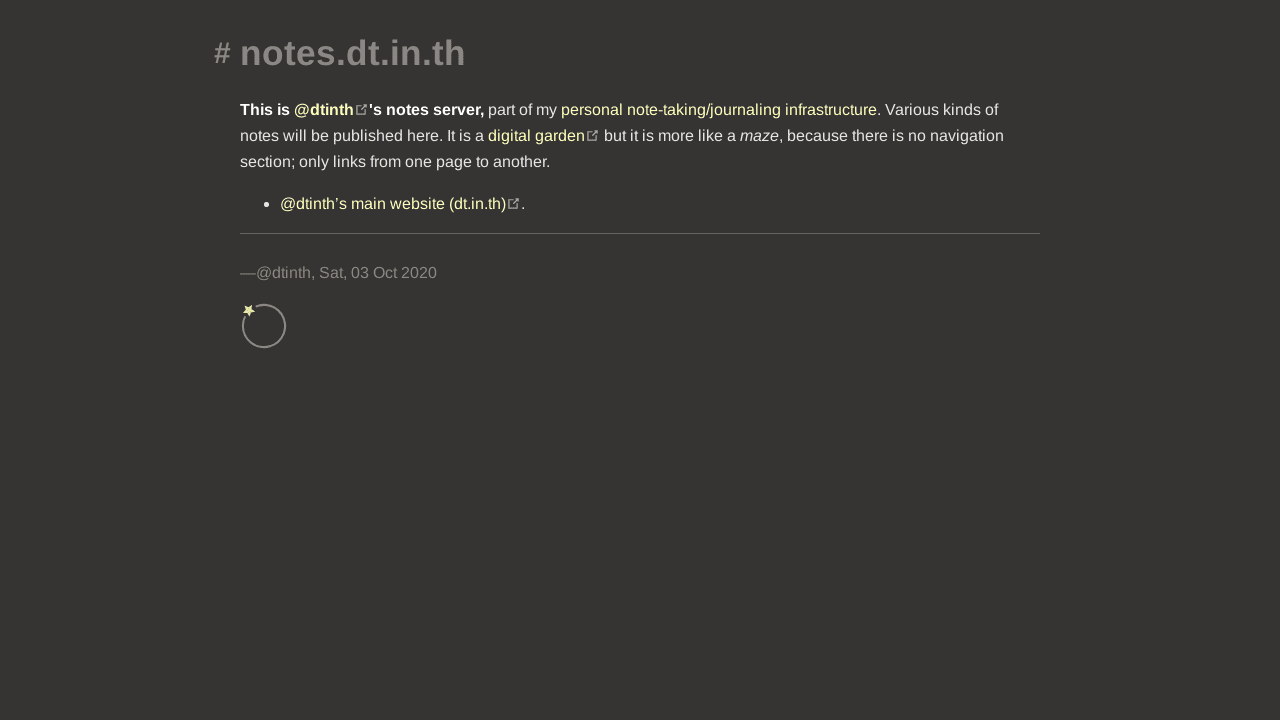 # notes.dt.in.th
This is @dtinth's notes server, part of my personal note-taking/journaling infrastructure. Various kinds of
notes will be published here. It is a digital garden but it is more like a maze, because there is no navigation
section; only links from one page to another.
• @dtinth’s main website (dt.in.th).
—@dtinth, Sat, 03 Oct 2020